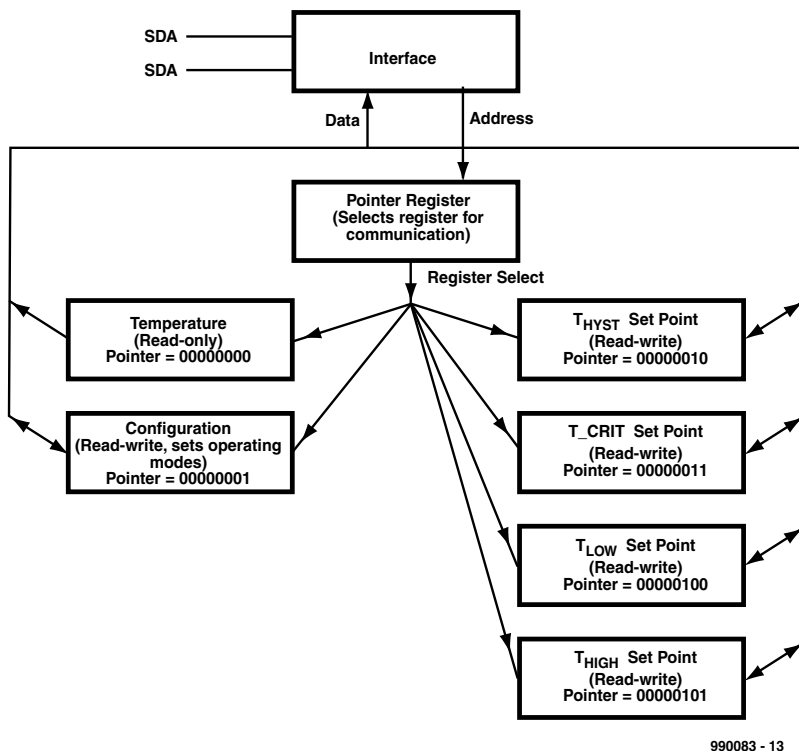 SDA
SDA
Interface
Data
Address
Pointer Register
(Selects register for
communication)
Register Select
Temperature
(Read-only)
Pointer = 00000000
Configuration
(Read-write, sets operating
modes)
Pointer = 00000001
THYST Set Point
(Read-write)
Pointer = 00000010
T_CRIT Set Point
(Read-write)
Pointer = 00000011
TLOW Set Point
(Read-write)
Pointer = 00000100
THIGH Set Point
(Read-write)
Pointer = 00000101
990083 - 13